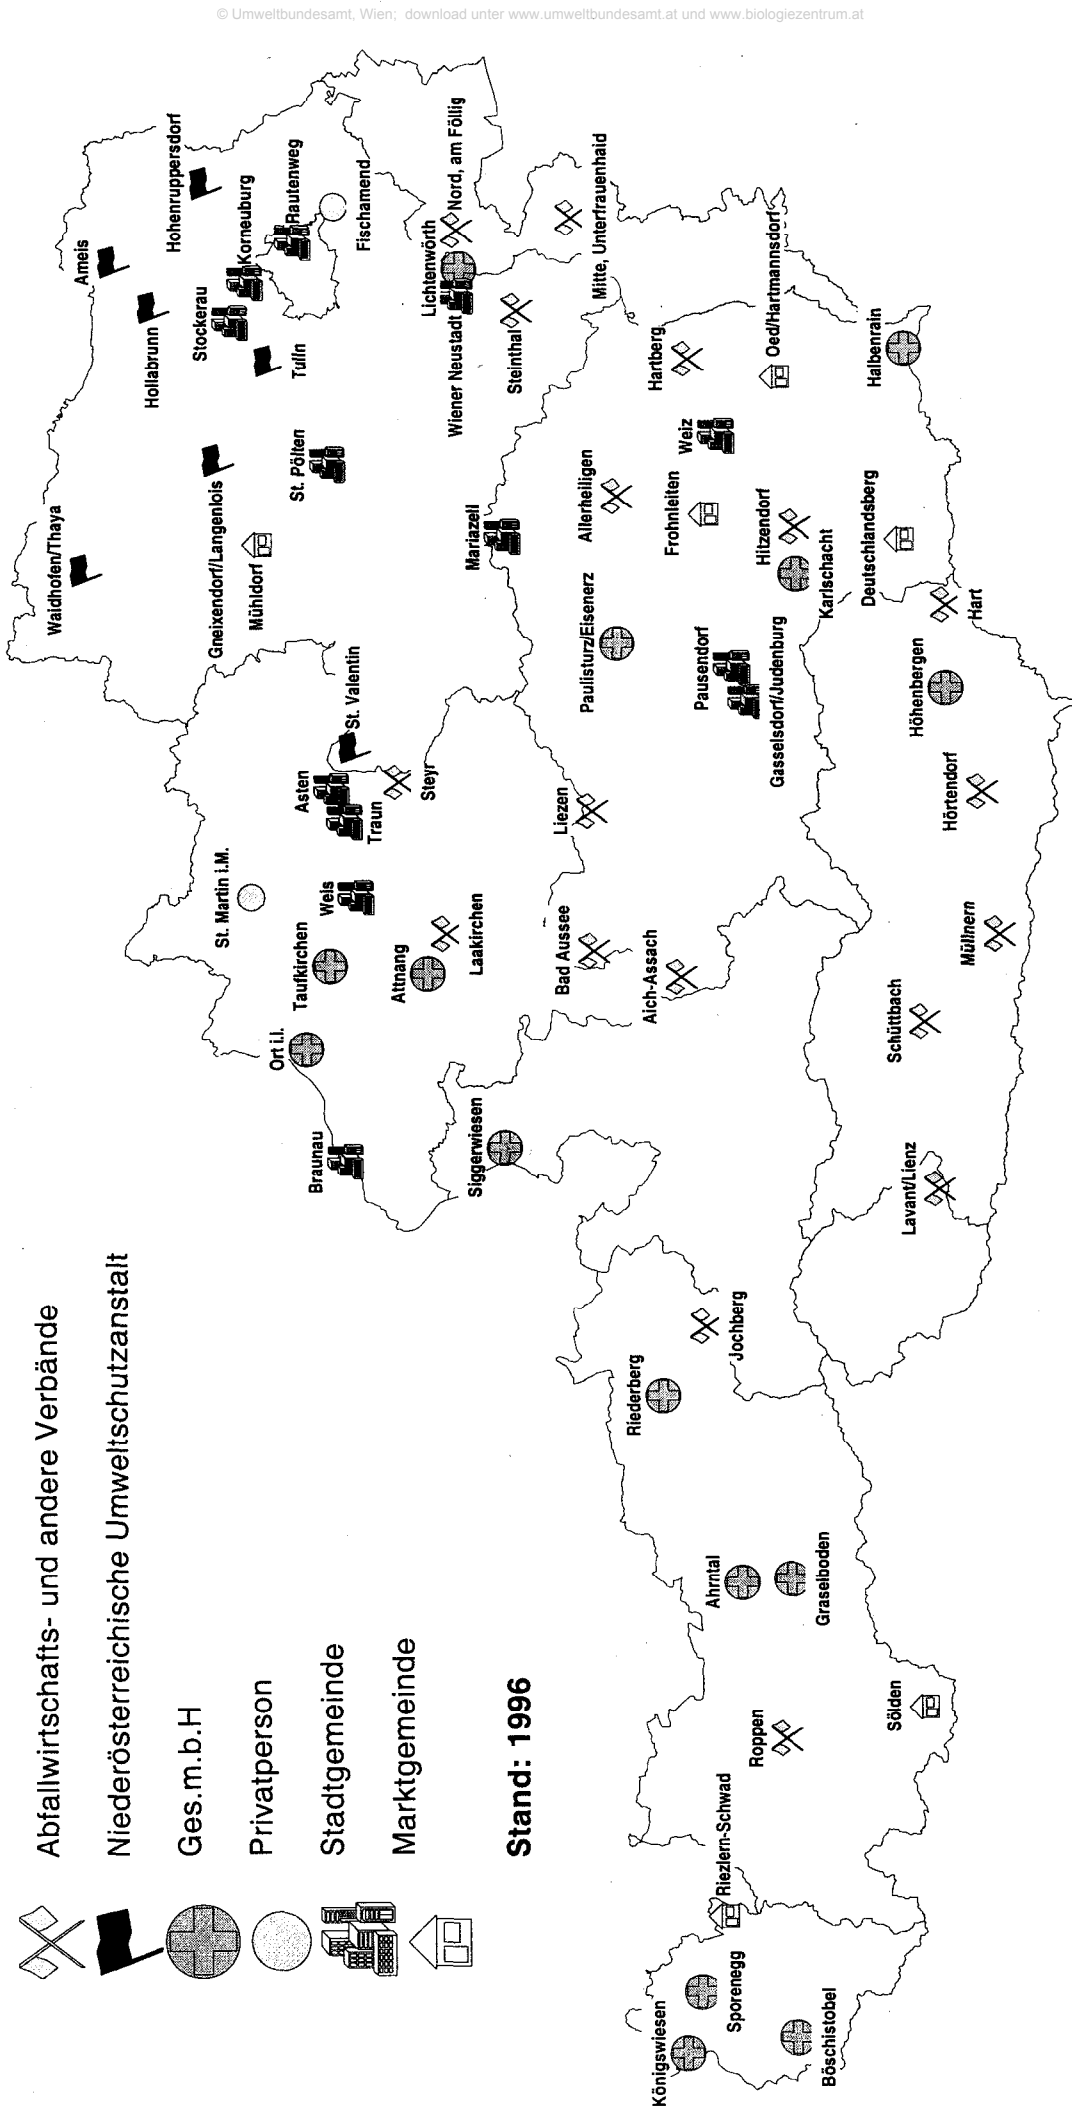 © Umweltbundesamt, Wien; download unter www.umweltbundesamt.at und www.biologiezentrum.at
Abfallwirtschafts- und andere Verbände
Niederösterreichische Umweltschutzanstalt
Ges.m.b.H
Privatperson
Stadtgemeinde
Marktgemeinde
Stand: 1996
Waidhofen/Thaya
Ameis
Hohenruppersdorf
Hollabrunn
Stockerau
Korneuburg
Rautenweg
Gneixendorf/Langenlois
Mühldorf
St. Pölten
Tulln
Fischamend
St. Martin i.M.
Ort i.I.
Taufkirchen
Wels
Asten
Traun
St. Valentin
Steyr
Braunau
Attnang
Laakirchen
Lichtenwörth
Nord, am Föllig
Wiener Neustadt
Siggerwiesen
Mariazell
Steinthal
Bad Aussee
Liezen
Paulisturz/Eisenerz
Allerheiligen
Mitte, Unterfrauenhaid
Aich-Assach
Hartberg
Frohnleiten
Weiz
Pausendorf
Gasselsdorf/Judenburg
Hitzendorf
Karlschacht
Oed/Hartmannsdorf
Riederberg
Jochberg
Ahrntal
Graselboden
Königswiesen
Sporenegg
Riezlern-Schwad
Roppen
Böschistobel
Sölden
Lavant/Lienz
Schüttbach
Müllnern
Hörtendorf
Höhenbergen
Hart
Deutschlandsberg
Halbenrain